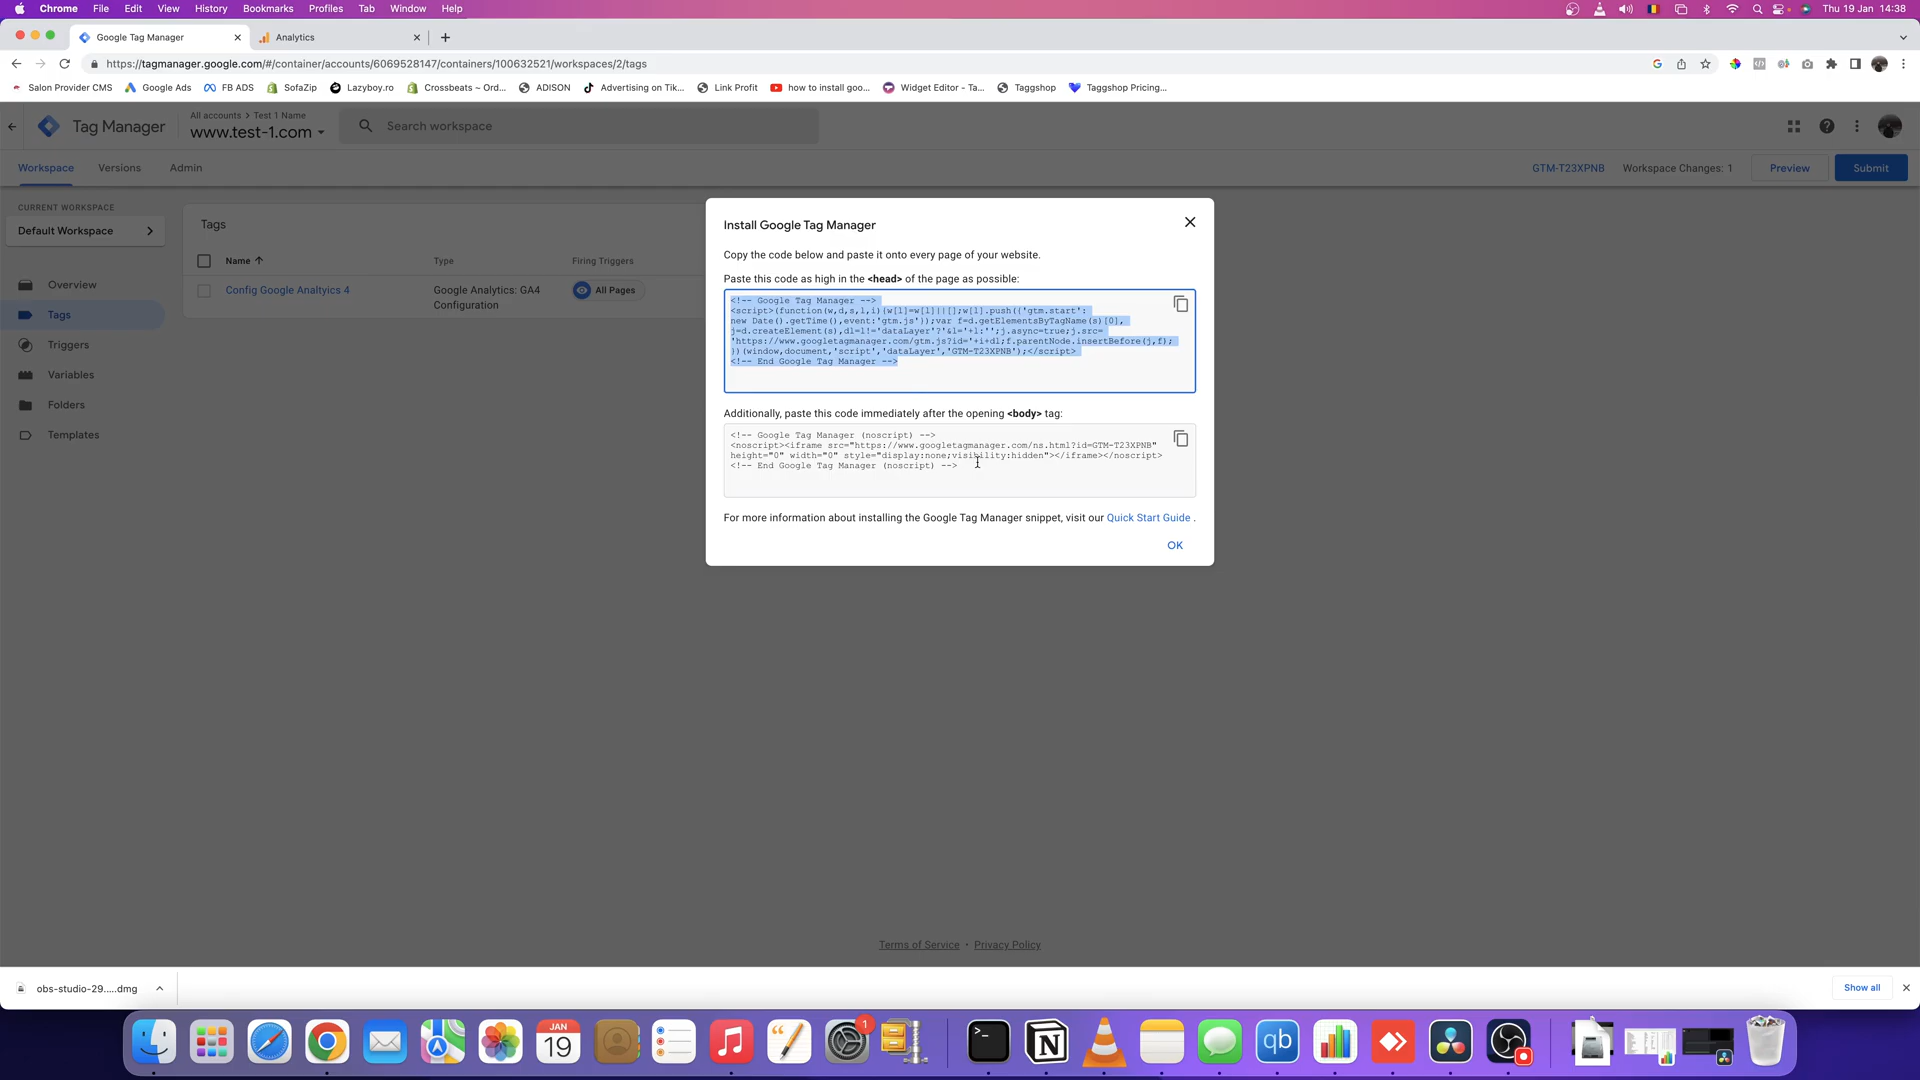 Chrome File Edit View History Bookmarks Profiles Tab Window Help Thu 19 Jan 14:38
Google Tag Manager Analytics
https://tagmanager.google.com/#/container/accounts/6069528147/containers/100632521/workspaces/2/tags
Salon Provider CMS Google Ads FB ADS SofaZip Lazyboy.ro Crossbeats ~ Ord... ADISON Advertising on Tik... Link Profit how to install goo... Widget Editor - Ta... Taggshop Taggshop Pricing...
All accounts > Test 1 Name
Tag Manager www.test-1.com Search workspace
Workspace Versions Admin GTM-T23XPNB Workspace Changes: 1 Preview Submit
CURRENT WORKSPACE
Default Workspace
Overview
Tags
Triggers
Variables
Folders
Templates
Tags
Name Type Firing Triggers
Config Google Analtyics 4 Google Analytics: GA4 All Pages
Configuration
Install Google Tag Manager
Copy the code below and paste it onto every page of your website.
Paste this code as high in the <head> of the page as possible:
<!-- Google Tag Manager -->
<script>(function(w,d,s,l,i){w[l]=w[l]||[];w[l].push({'gtm.start':
new Date().getTime(),event:'gtm.js'});var f=d.getElementsByTagName(s)[0],
j=d.createElement(s),dl=l!='dataLayer'?'&l='+l:'';j.async=true;j.src=
'https://www.googletagmanager.com/gtm.js?id='+i+dl;f.parentNode.insertBefore(j,f);
})(window,document,'script','dataLayer','GTM-T23XPNB');</script>
<!-- End Google Tag Manager -->
Additionally, paste this code immediately after the opening <body> tag:
<!-- Google Tag Manager (noscript) -->
<noscript><iframe src="https://www.googletagmanager.com/ns.html?id=GTM-T23XPNB"
height="0" width="0" style="display:none;visibility:hidden"></iframe></noscript>
<!-- End Google Tag Manager (noscript) -->
For more information about installing the Google Tag Manager snippet, visit our Quick Start Guide .
OK
Terms of Service • Privacy Policy
obs-studio-29.....dmg Show all
JAN
19
1
qb